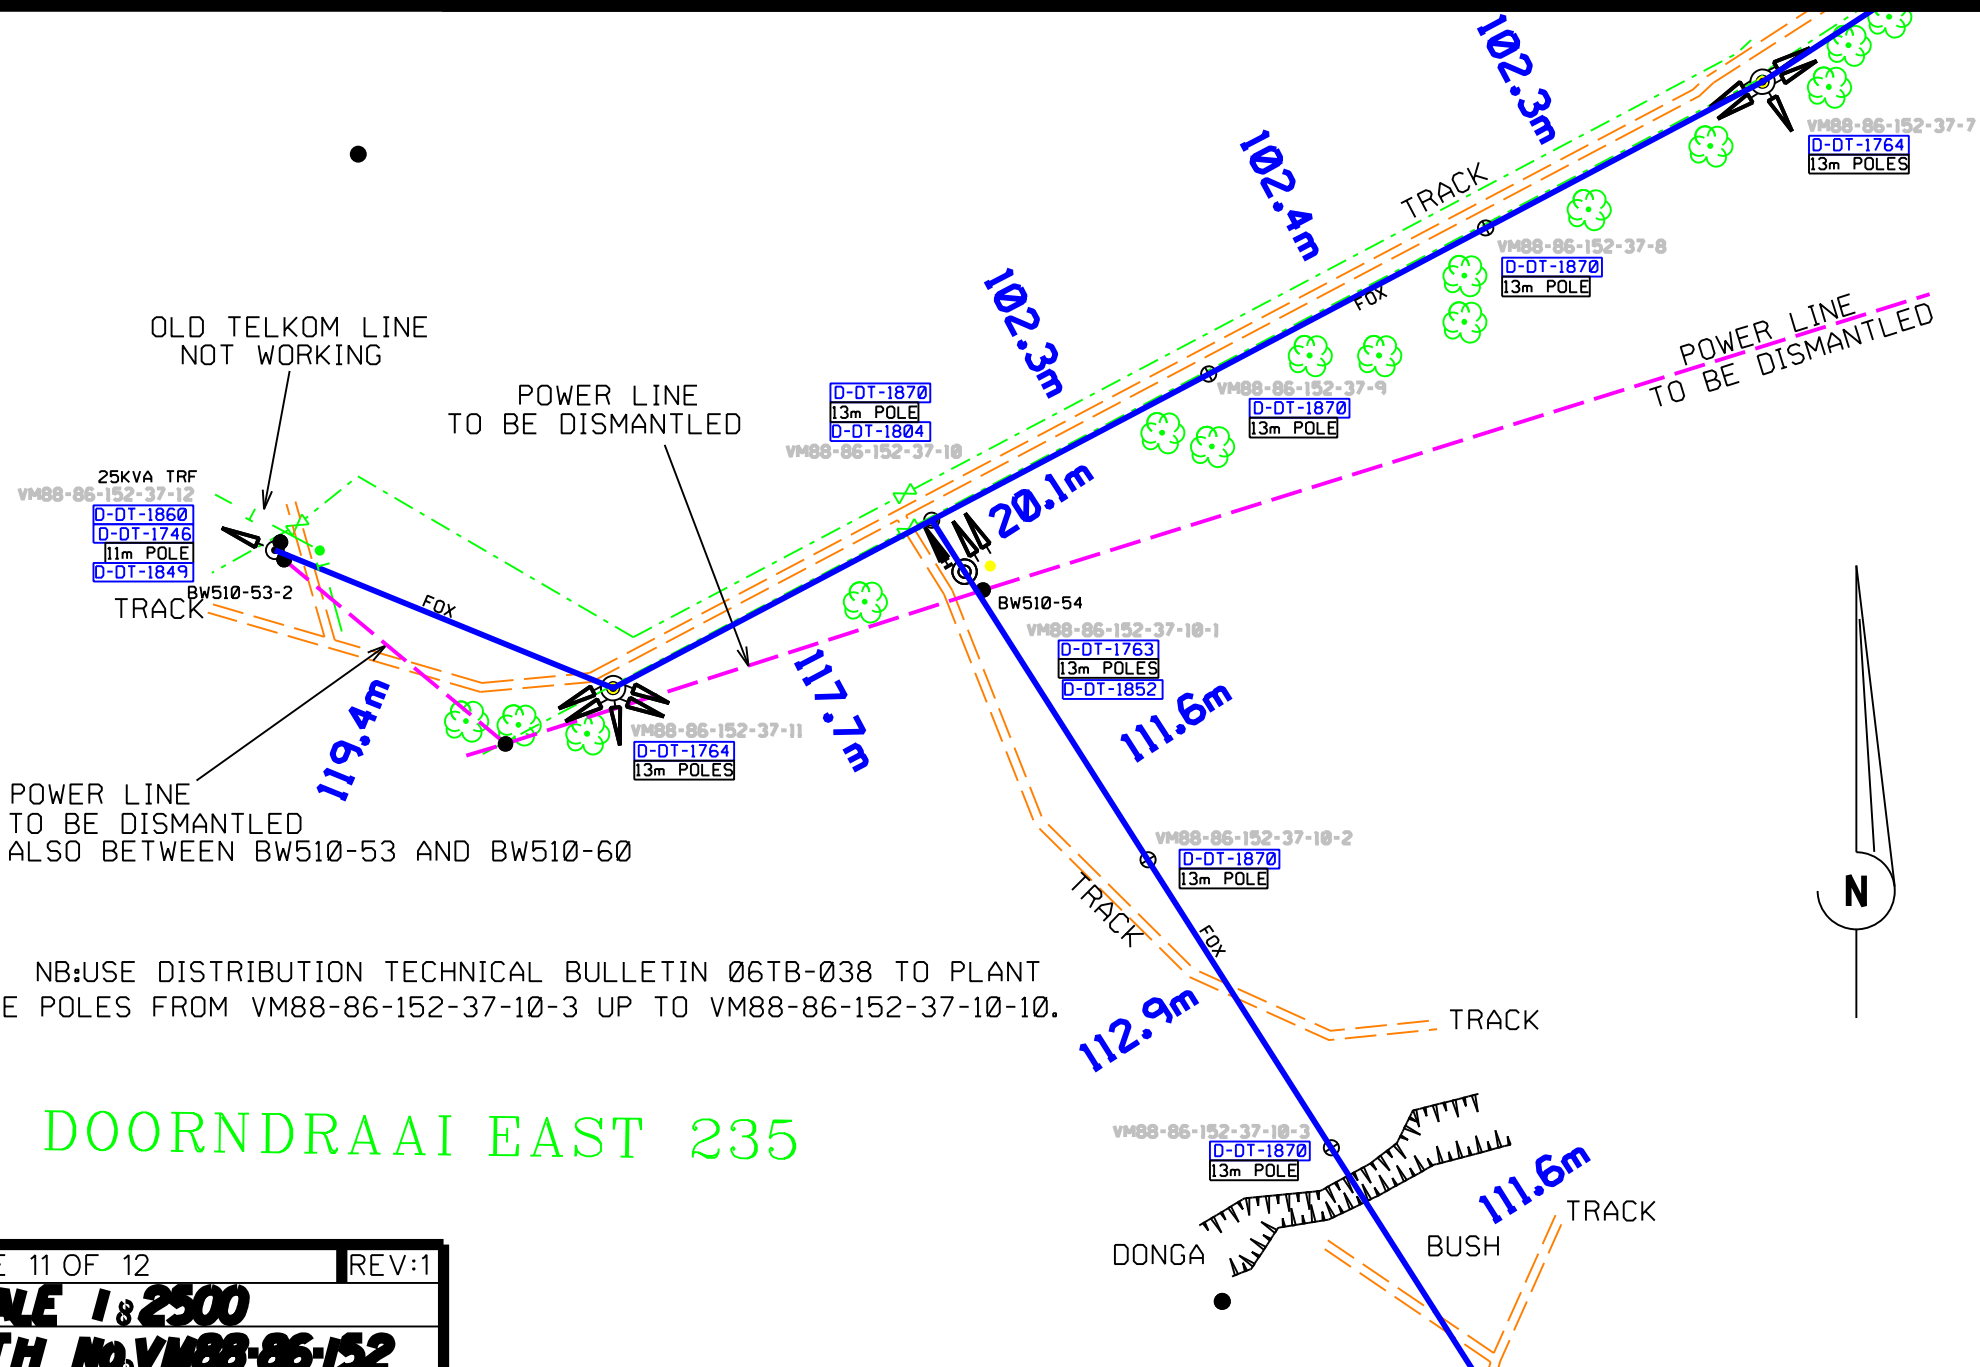 102.3m
VM88-86-152-37-7
D-DT-1764
13m POLES
102.4m
TRACK
VM88-86-152-37-8
D-DT-1870
13m POLE
FOX
102.3m
POWER LINE
TO BE DISMANTLED
OLD TELKOM LINE
NOT WORKING
POWER LINE
TO BE DISMANTLED
D-DT-1870
13m POLE
D-DT-1804
VM88-86-152-37-10
VM88-86-152-37-9
D-DT-1870
13m POLE
25KVA TRF
VM88-86-152-37-12
D-DT-1860
D-DT-1746
11m POLE
D-DT-1849
BW510-53-2
TRACK
FOX
20.1m
BW510-54
VM88-86-152-37-10-1
D-DT-1763
13m POLES
D-DT-1852
119.4m
117.7m
111.6m
VM88-86-152-37-11
D-DT-1764
13m POLES
POWER LINE
TO BE DISMANTLED
ALSO BETWEEN BW510-53 AND BW510-60
VM88-86-152-37-10-2
D-DT-1870
13m POLE
TRACK
FOX
N
NB:USE DISTRIBUTION TECHNICAL BULLETIN 06TB-038 TO PLANT
E POLES FROM VM88-86-152-37-10-3 UP TO VM88-86-152-37-10-10.
112.9m
TRACK
DOORNDRAAI EAST 235
VM88-86-152-37-10-3
D-DT-1870
13m POLE
111.6m
TRACK
DONGA
BUSH
E 11 OF 12
REV:1
ALE 1:2500
TH No.VM88-86-152